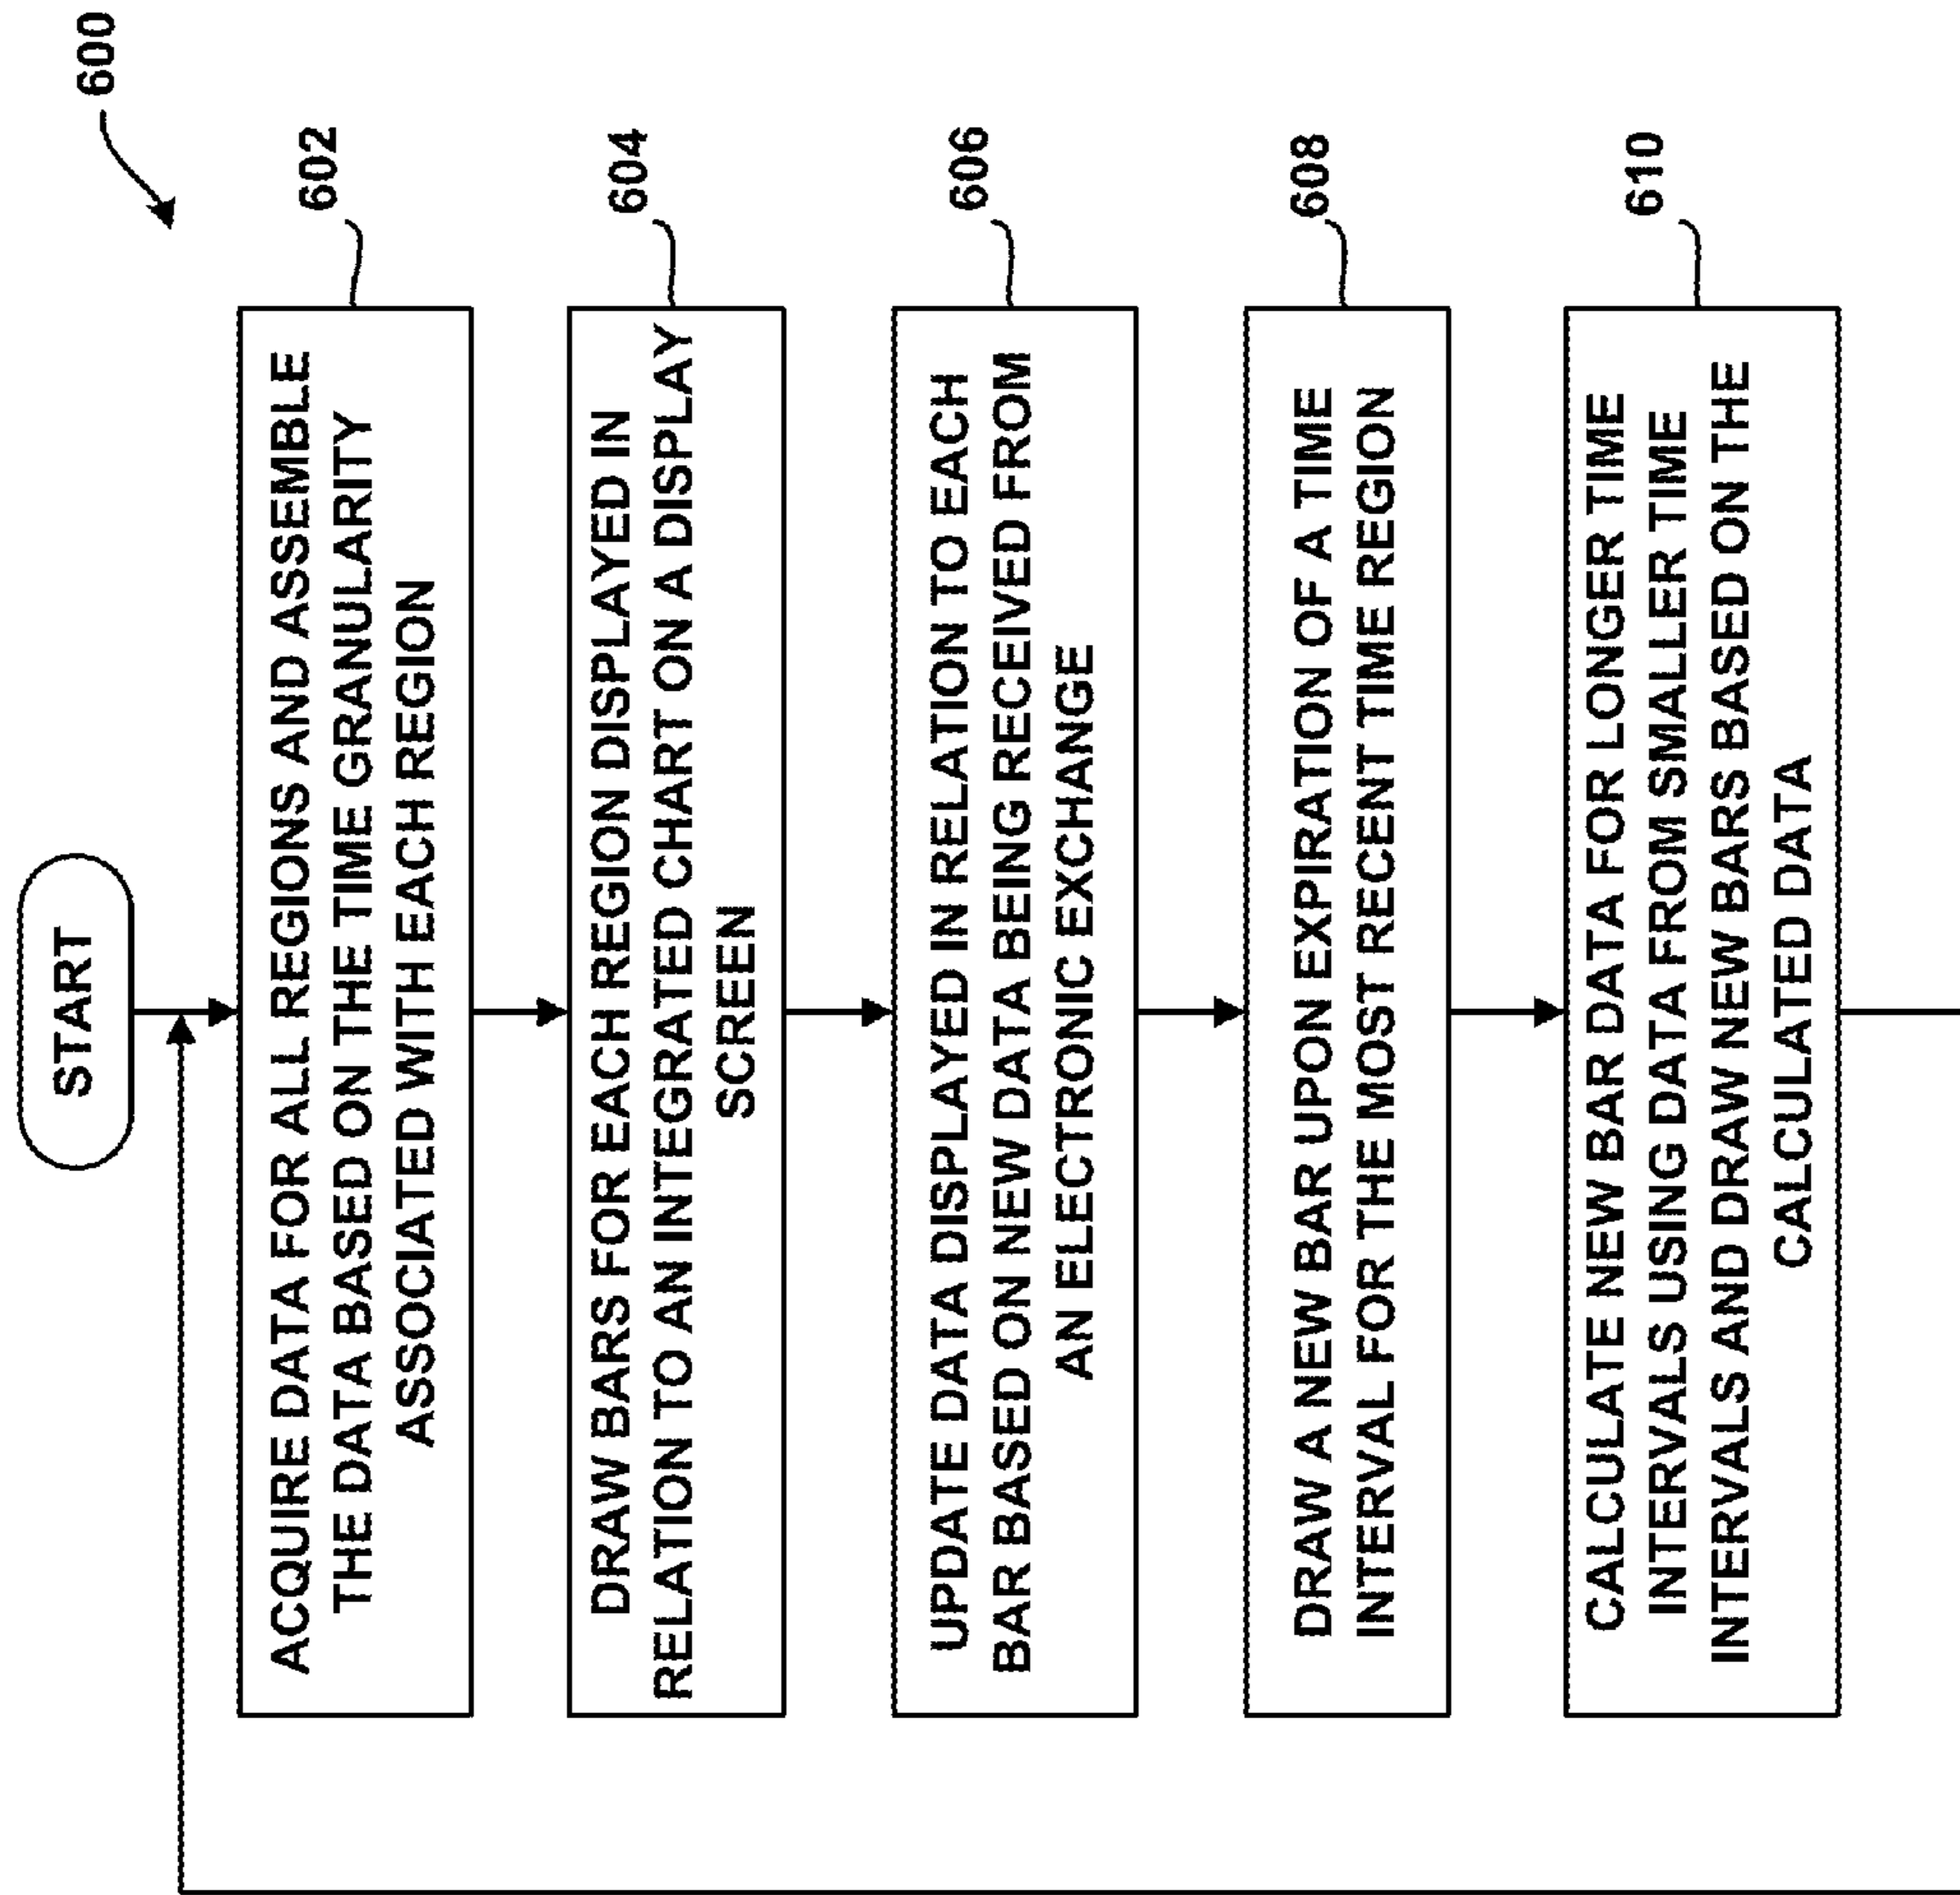 600
START
ACQUIRE DATA FOR ALL REGIONS AND ASSEMBLE
THE DATA BASED ON THE TIME GRANULARITY
ASSOCIATED WITH EACH REGION
602
DRAW BARS FOR EACH REGION DISPLAYED IN
RELATION TO AN INTEGRATED CHART ON A DISPLAY
SCREEN
604
UPDATE DATA DISPLAYED IN RELATION TO EACH
BAR BASED ON NEW DATA BEING RECEIVED FROM
AN ELECTRONIC EXCHANGE
606
DRAW A NEW BAR UPON EXPIRATION OF A TIME
INTERVAL FOR THE MOST RECENT TIME REGION
608
CALCULATE NEW BAR DATA FOR LONGER TIME
INTERVALS USING DATA FROM SMALLER TIME
INTERVALS AND DRAW NEW BARS BASED ON THE
CALCULATED DATA
610